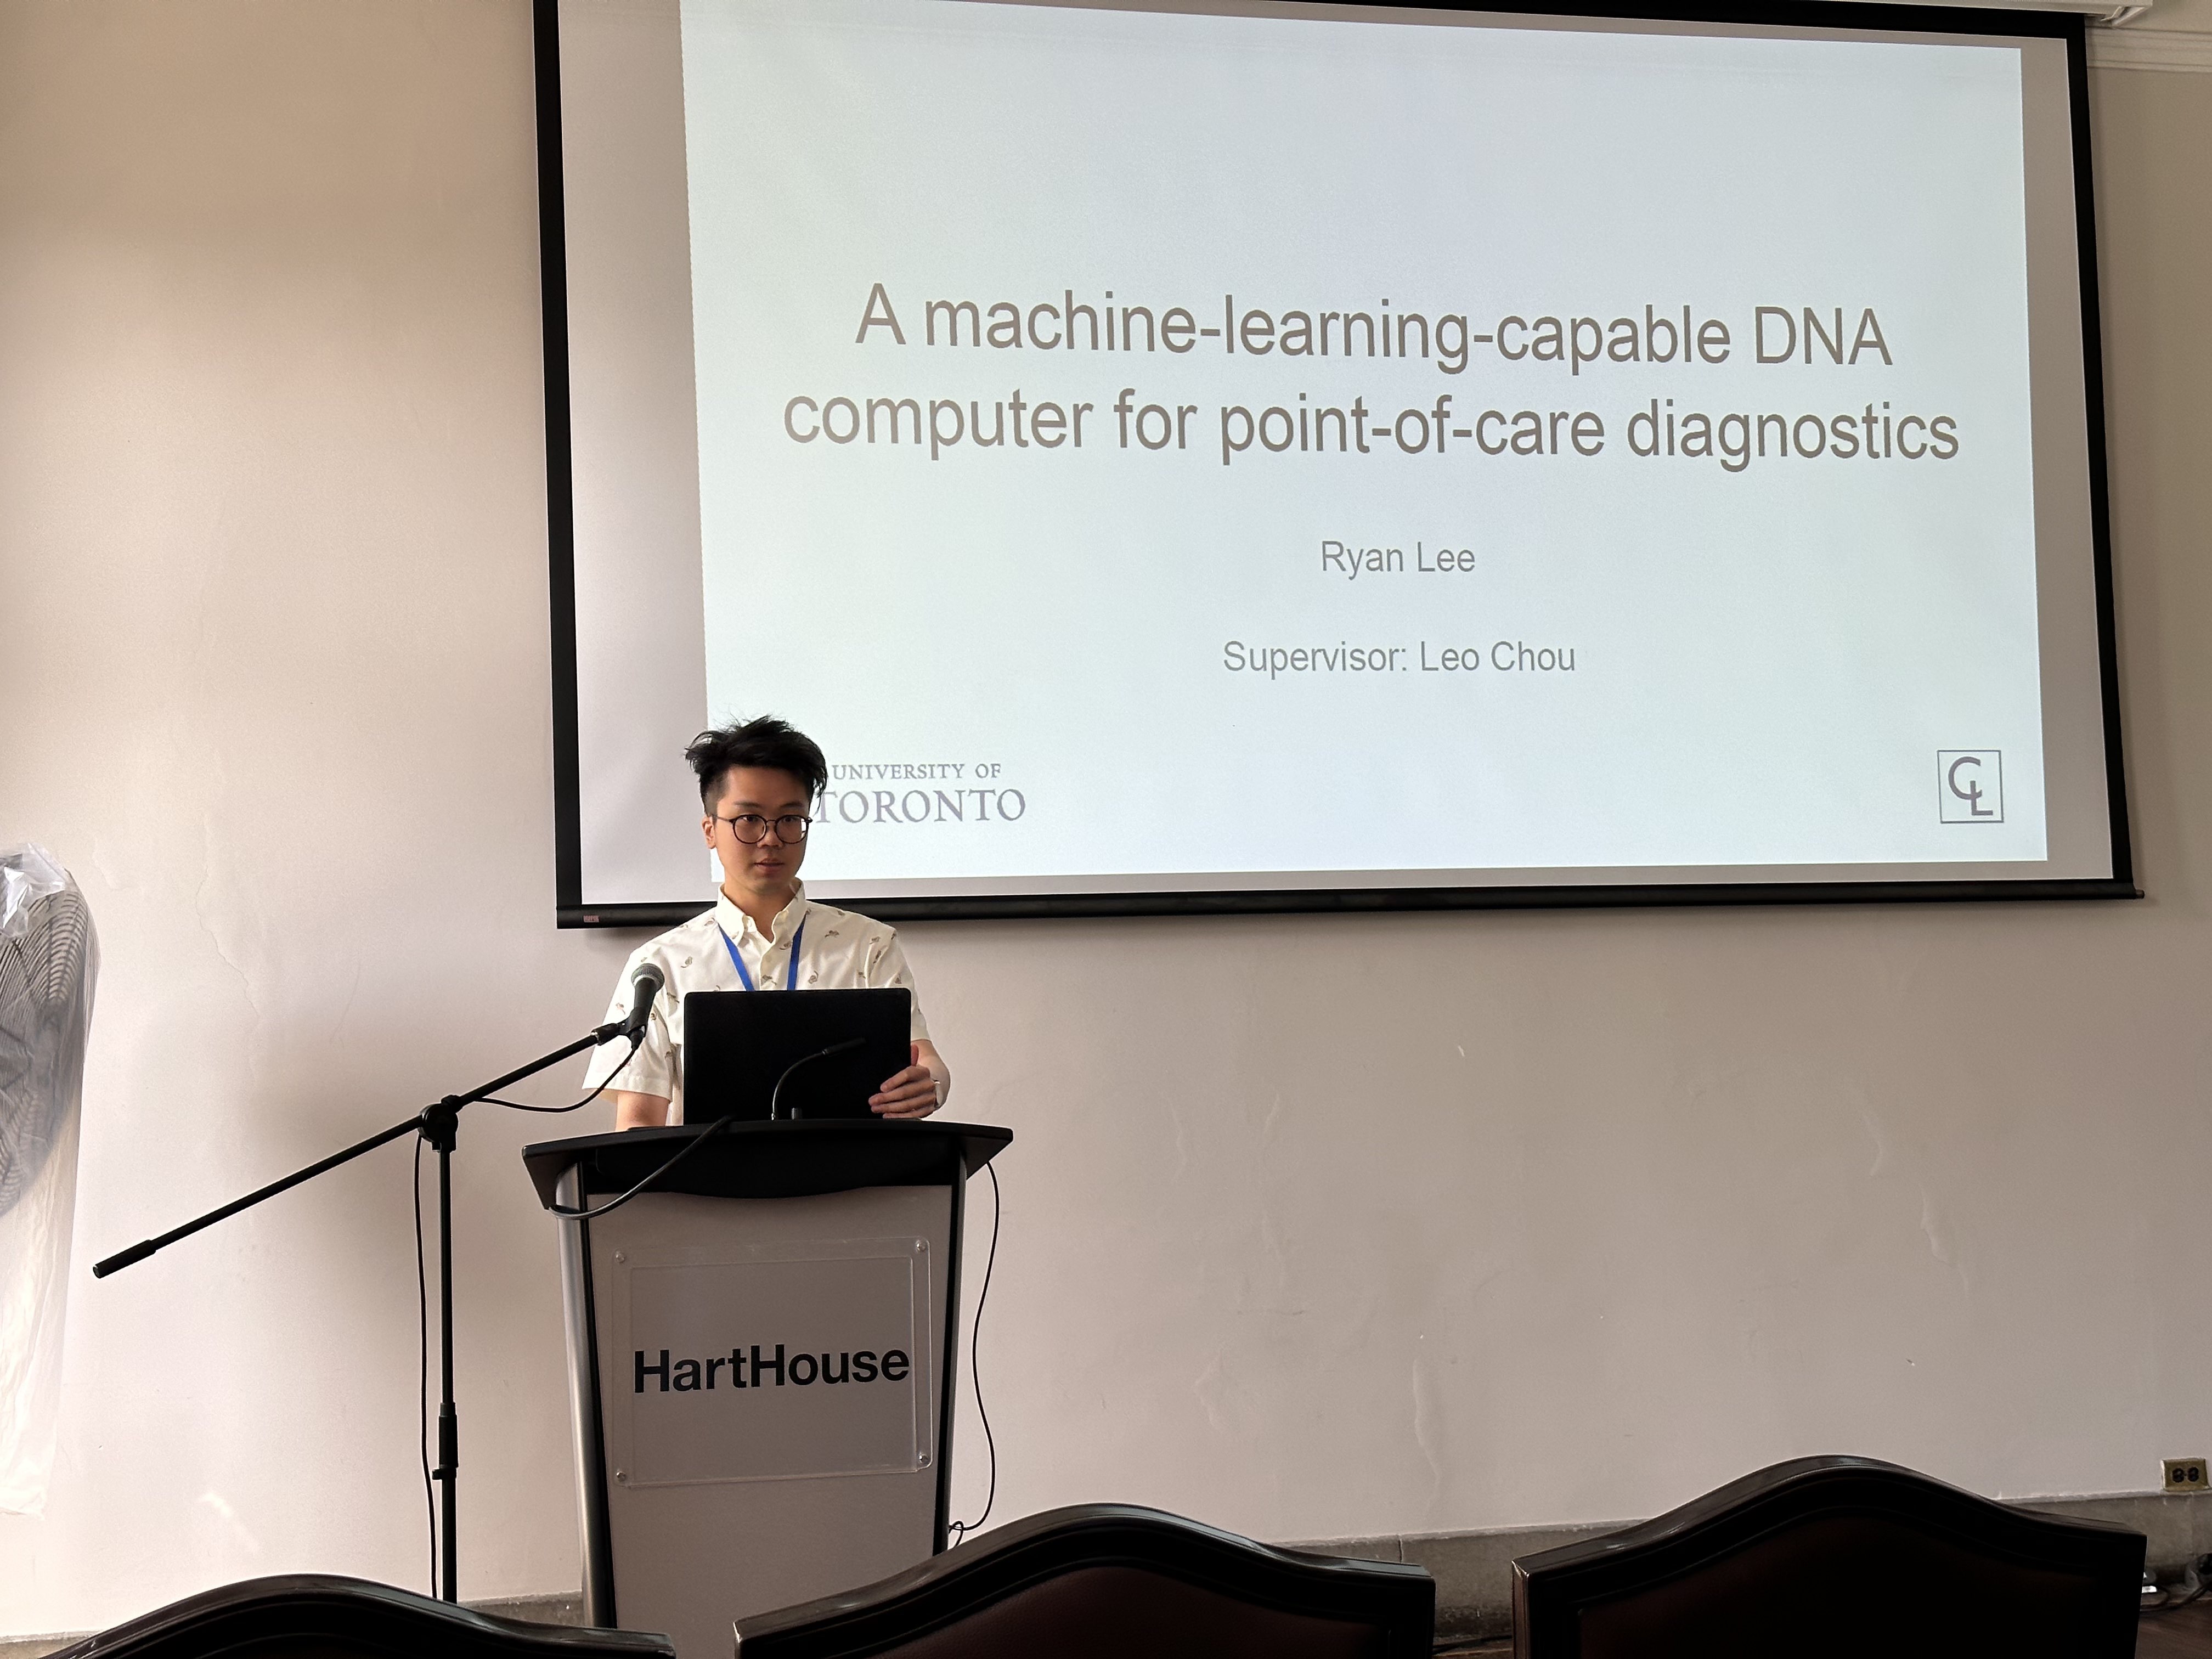 A machine-learning-capable DNA
computer for point-of-care diagnostics
Ryan Lee
Supervisor: Leo Chou
UNIVERSITY OF
TORONTO
CL
HartHouse